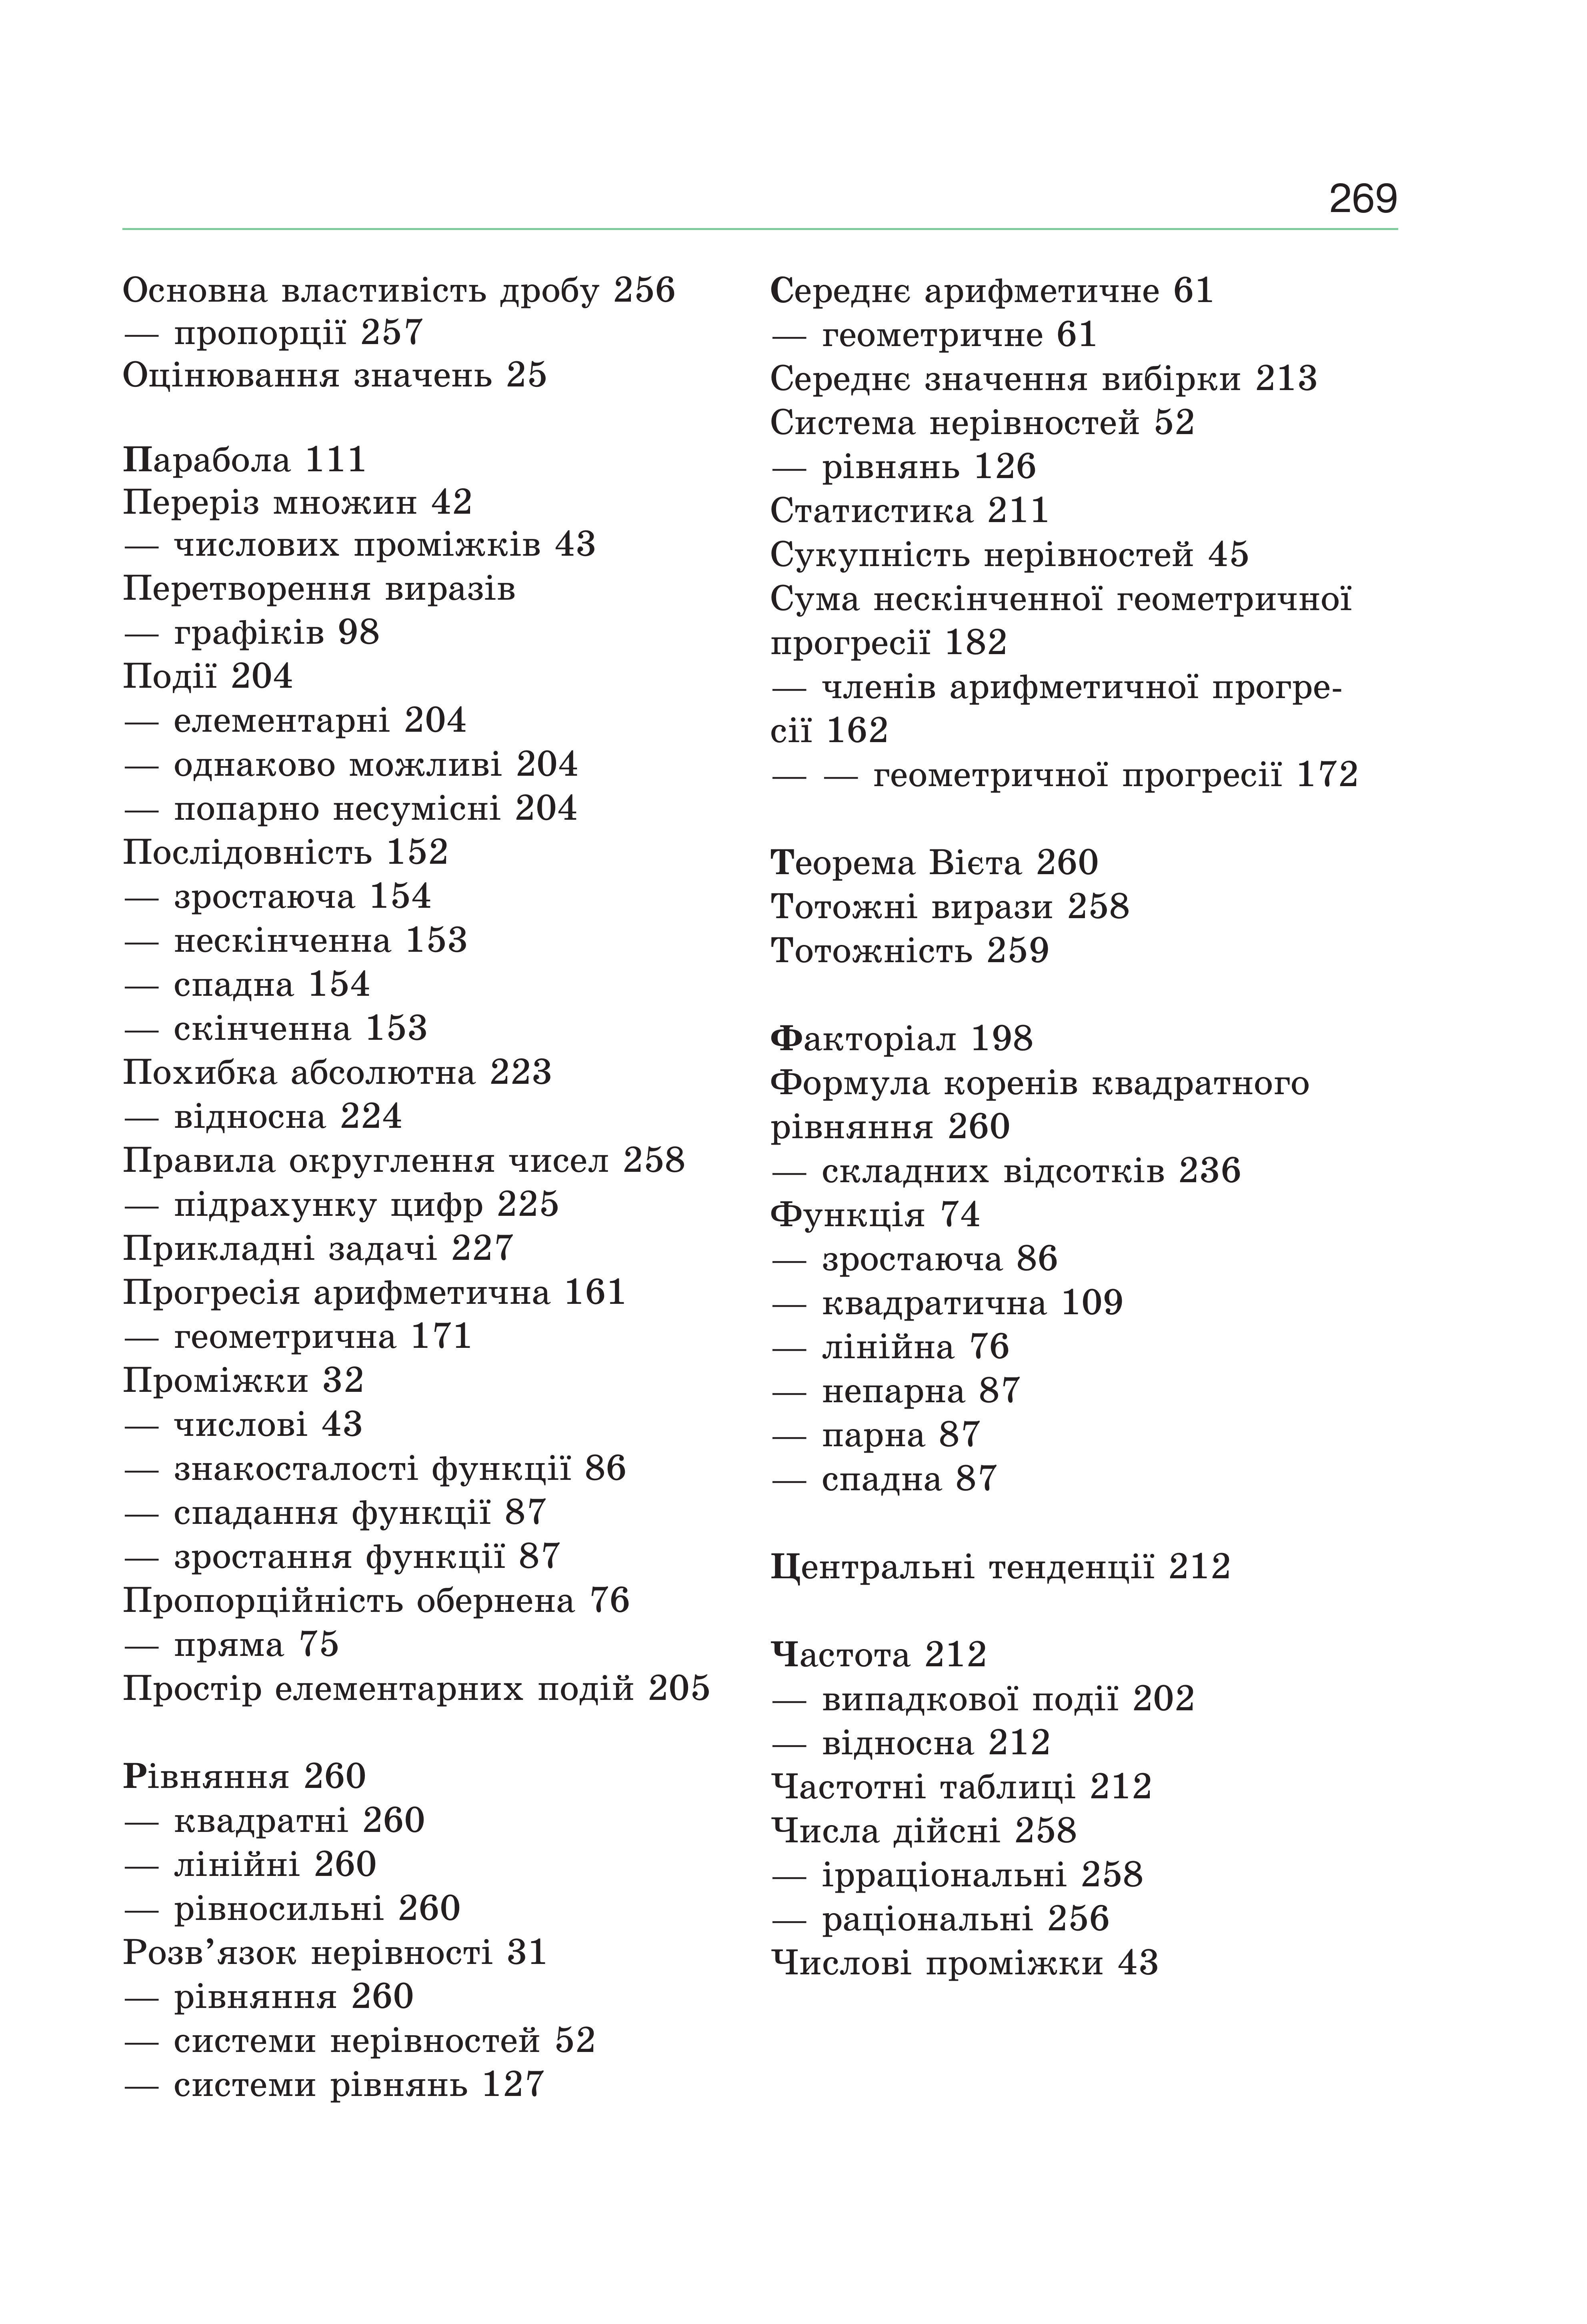 269
Основна властивість дробу 256
— пропорції 257
Оцінювання значень 25
Парабола 111
Переріз множин 42
— числових проміжків 43
Перетворення виразів
— графіків 98
Події 204
— елементарні 204
— однаково можливі 204
— попарно несумісні 204
Послідовність 152
— зростаюча 154
— нескінченна 153
— спадна 154
— скінченна 153
Похибка абсолютна 223
— відносна 224
Правила округлення чисел 258
— підрахунку цифр 225
Прикладні задачі 227
Прогресія арифметична 161
— геометрична 171
Проміжки 32
— числові 43
— знакосталості функції 86
— спадання функції 87
— зростання функції 87
Пропорційність обернена 76
— пряма 75
Простір елементарних подій 205
Рівняння 260
— квадратні 260
— лінійні 260
— рівносильні 260
Розв’язок нерівності 31
— рівняння 260
— системи нерівностей 52
— системи рівнянь 127
Середнє арифметичне 61
— геометричне 61
Середнє значення вибірки 213
Система нерівностей 52
— рівнянь 126
Статистика 211
Сукупність нерівностей 45
Сума нескінченної геометричної
прогресії 182
— членів арифметичної прогре-
сії 162
— — геометричної прогресії 172
Теорема Вієта 260
Тотожні вирази 258
Тотожність 259
Факторіал 198
Формула коренів квадратного
рівняння 260
— складних відсотків 236
Функція 74
— зростаюча 86
— квадратична 109
— лінійна 76
— непарна 87
— парна 87
— спадна 87
Центральні тенденції 212
Частота 212
— випадкової події 202
— відносна 212
Частотні таблиці 212
Числа дійсні 258
— ірраціональні 258
— раціональні 256
Числові проміжки 43